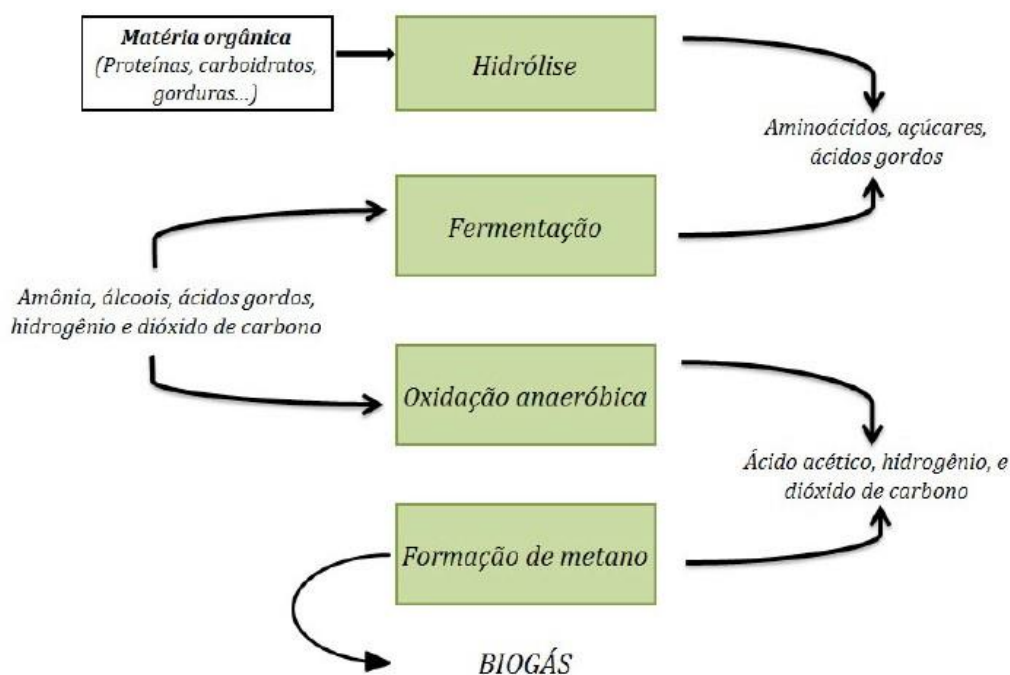 Matéria orgânica
(Proteínas, carboidratos,
gorduras...)
Hidrólise
Aminoácidos, açúcares,
ácidos gordos
Fermentação
Amônia, álcoois, ácidos gordos,
hidrogênio e dióxido de carbono
Oxidação anaeróbica
Ácido acético, hidrogênio, e
dióxido de carbono
Formação de metano
BIOGÁS